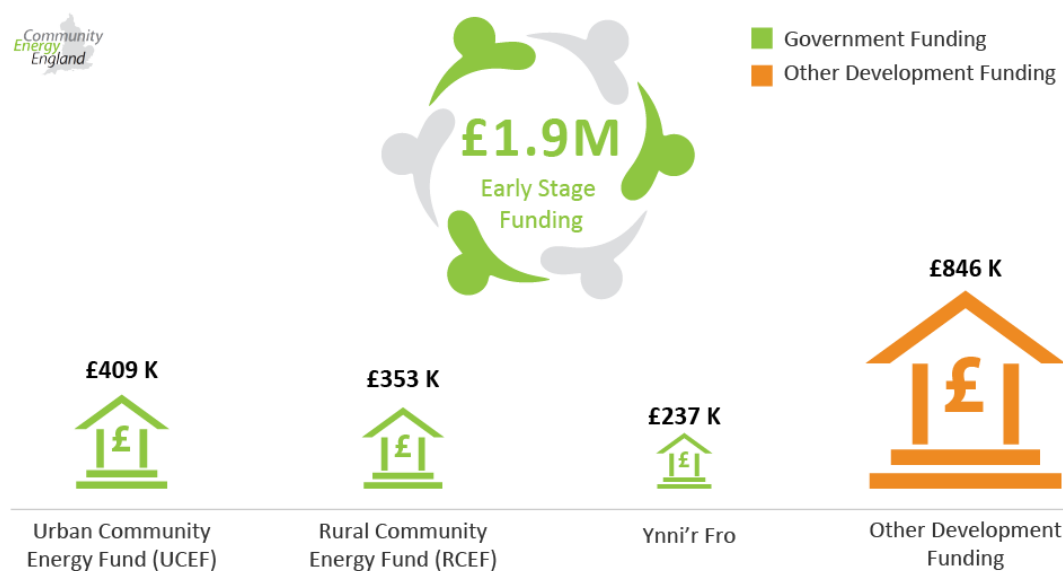 Community
Energy
England
Government Funding
Other Development Funding
£1.9M
Early Stage
Funding
£409 K
£353 K
£237 K
£846 K
£
£
£
£
Urban Community
Energy Fund (UCEF)
Rural Community
Energy Fund (RCEF)
Ynni’r Fro
Other Development
Funding